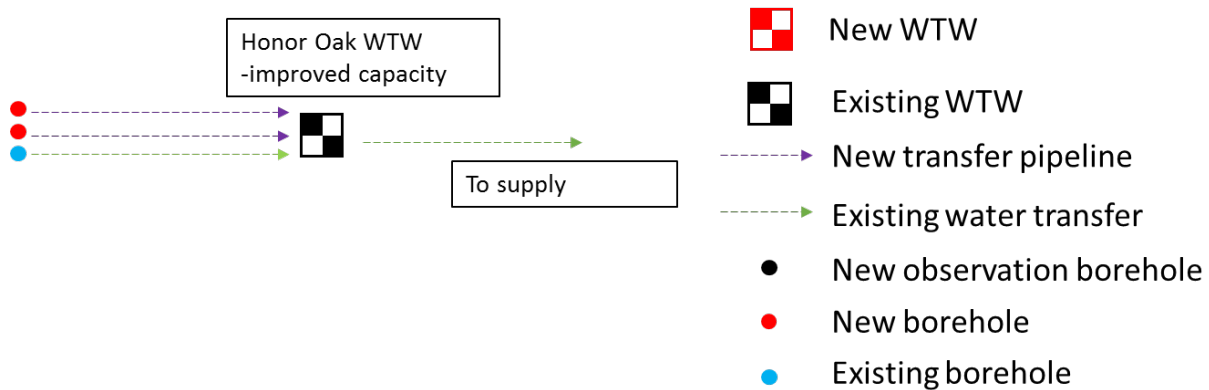 Honor Oak WTW
-improved capacity
To supply
New WTW
Existing WTW
New transfer pipeline
Existing water transfer
New observation borehole
New borehole
Existing borehole